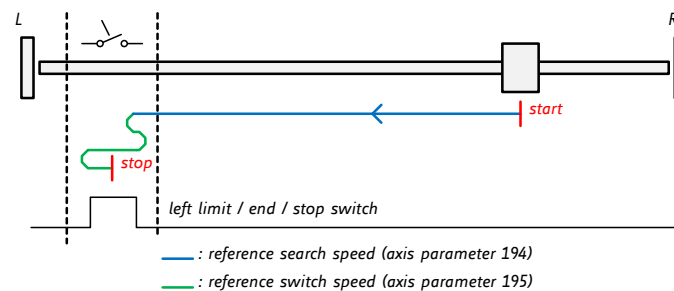 L
R
start
stop
left limit / end / stop switch
: reference search speed (axis parameter 194)
: reference switch speed (axis parameter 195)